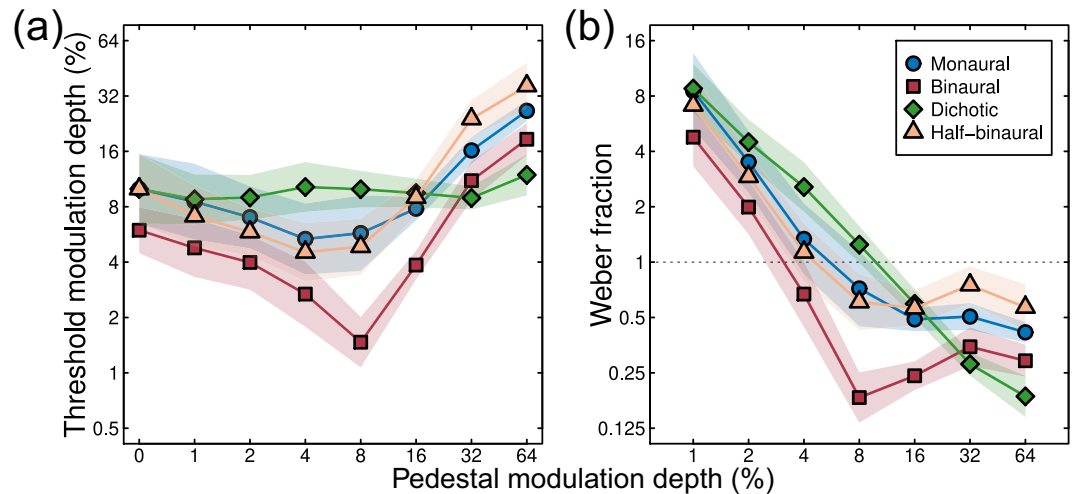 (a)
Threshold modulation depth (%)
64
32
16
8
4
2
1
0.5
0 1 2 4 8 16 32 64
(b)
Weber fraction
16
8
4
2
1
0.5
0.25
0.125
1 2 4 8 16 32 64
Monaural
Binaural
Dichotic
Half−binaural
Pedestal modulation depth (%)